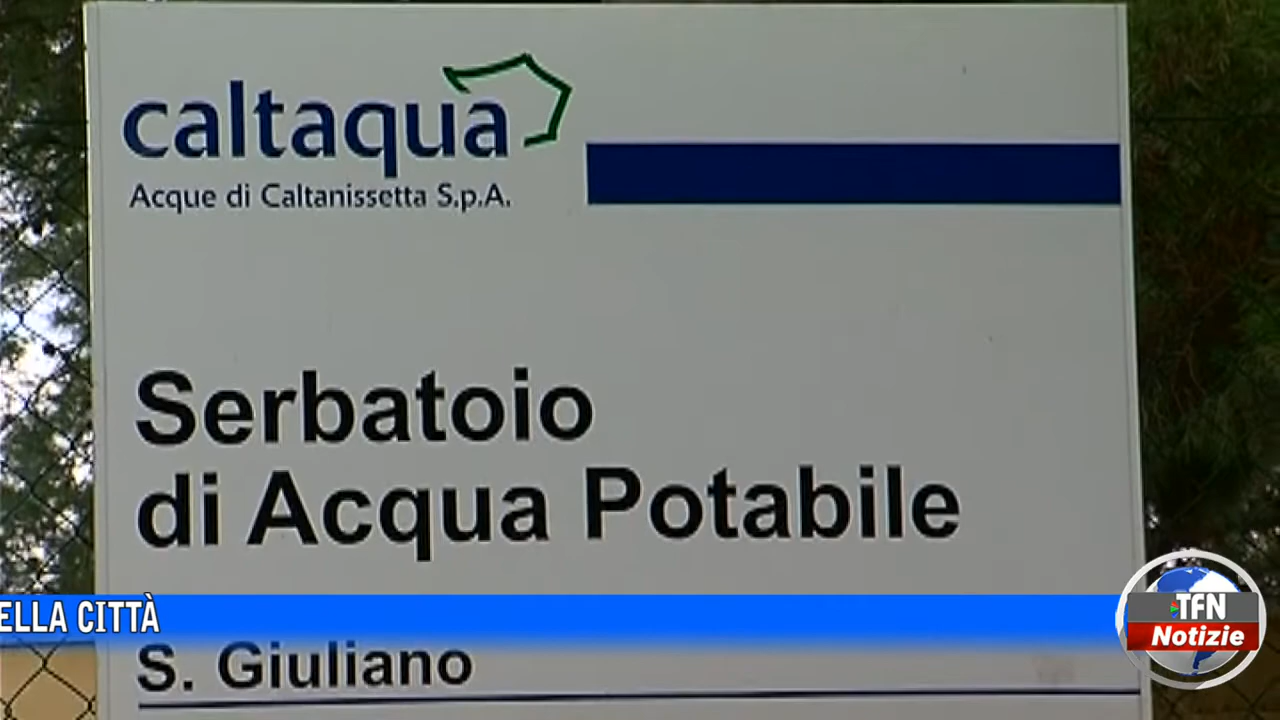 caltaqua
Acque di Caltanissetta S.p.A.
Serbatoio
di Acqua Potabile
ELLA CITTÀ
S. Giuliano
TFN
Notizie